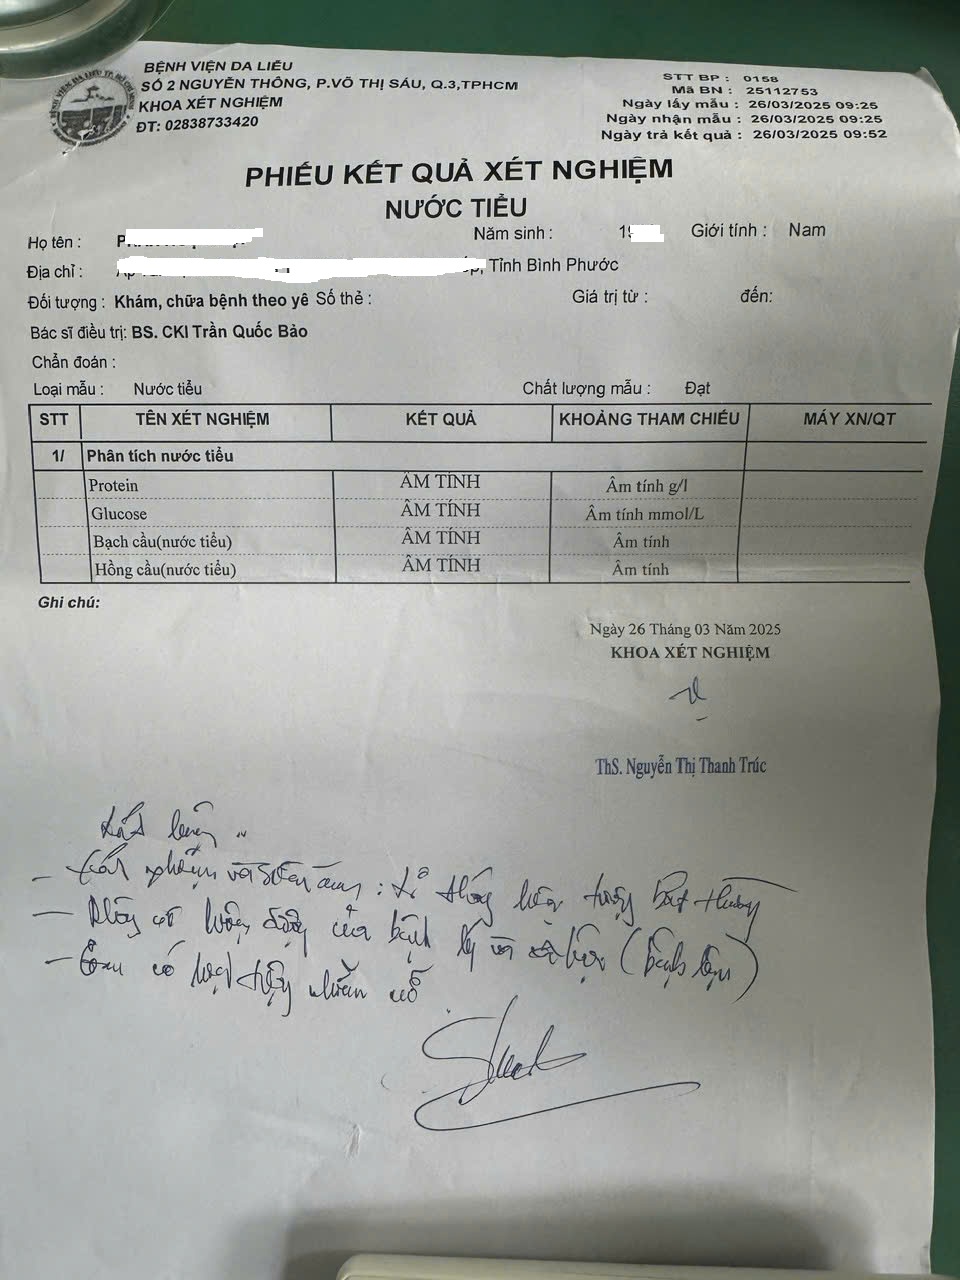 BỆNH VIỆN DA LIỄU
SỐ 2 NGUYỄN THÔNG, P.VÕ THỊ SÁU, Q.3,TPHCM
KHOA XÉT NGHIỆM
ĐT: 02838733420
STT BP : 0158
Mã BN : 25112753
Ngày lấy mẫu : 26/03/2025 09:25
Ngày nhận mẫu : 26/03/2025 09:25
Ngày trả kết quả : 26/03/2025 09:52
PHIẾU KẾT QUẢ XÉT NGHIỆM
NƯỚC TIỂU
Họ tên : Năm sinh : Giới tính : Nam
Địa chỉ : , Tỉnh Bình Phước
Đối tượng : Khám, chữa bệnh theo yê Số thẻ : Giá trị từ : đến:
Bác sĩ điều trị: BS. CKI Trần Quốc Bảo
Chẩn đoán :
Loại mẫu : Nước tiểu Chất lượng mẫu : Đạt
STT TÊN XÉT NGHIỆM KẾT QUẢ KHOẢNG THAM CHIẾU MÁY XN/QT
1/ Phân tích nước tiểu
Protein ÂM TÍNH Âm tính g/l
Glucose ÂM TÍNH Âm tính mmol/L
Bạch cầu(nước tiểu) ÂM TÍNH Âm tính
Hồng cầu(nước tiểu) ÂM TÍNH Âm tính
Ghi chú:
Ngày 26 Tháng 03 Năm 2025
KHOA XÉT NGHIỆM
ThS. Nguyễn Thị Thanh Trúc
- bất thường
- của bệnh lý
- có